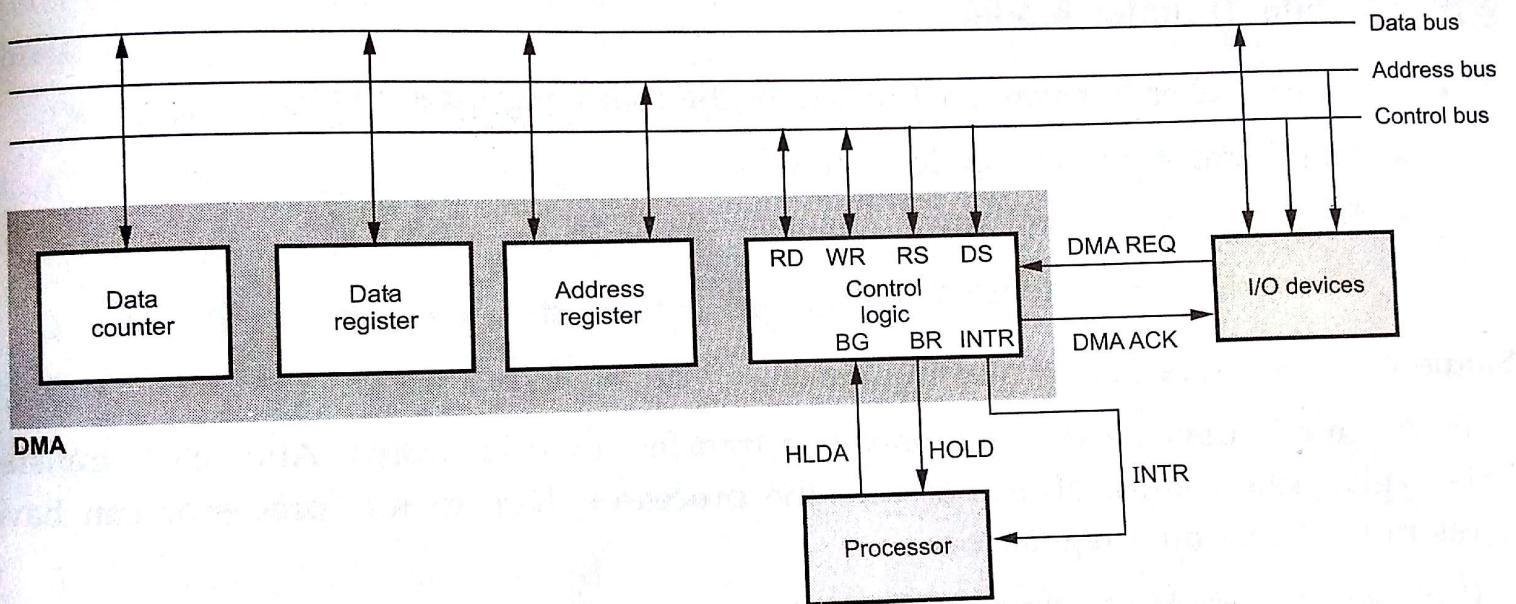 Data bus
Address bus
Control bus
Data
counter
Data
register
Address
register
RD WR RS DS
Control
logic
BG BR INTR
DMA REQ
DMA ACK
I/O devices
DMA
HLDA
HOLD
INTR
Processor